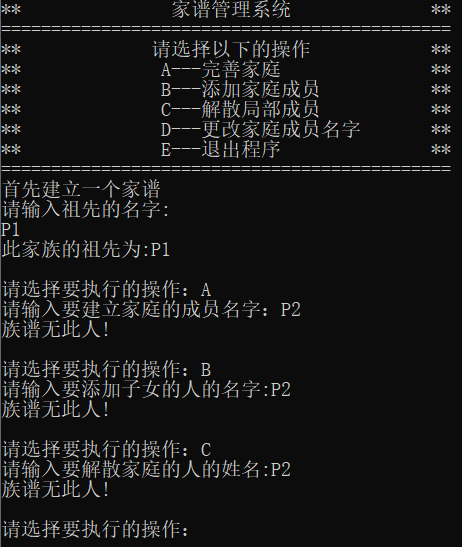 ** 家谱管理系统 **
=============================================
** 请选择以下的操作 **
** A---完善家庭 **
** B---添加家庭成员 **
** C---解散局部成员 **
** D---更改家庭成员名字 **
** E---退出程序 **
=============================================
首先建立一个家谱
请输入祖先的名字:
P1
此家族的祖先为:P1
请选择要执行的操作: A
请输入要建立家庭的成员名字: P2
族谱无此人!
请选择要执行的操作: B
请输入要添加子女的人的名字:P2
族谱无此人!
请选择要执行的操作: C
请输入要解散家庭的人的姓名:P2
族谱无此人!
请选择要执行的操作: